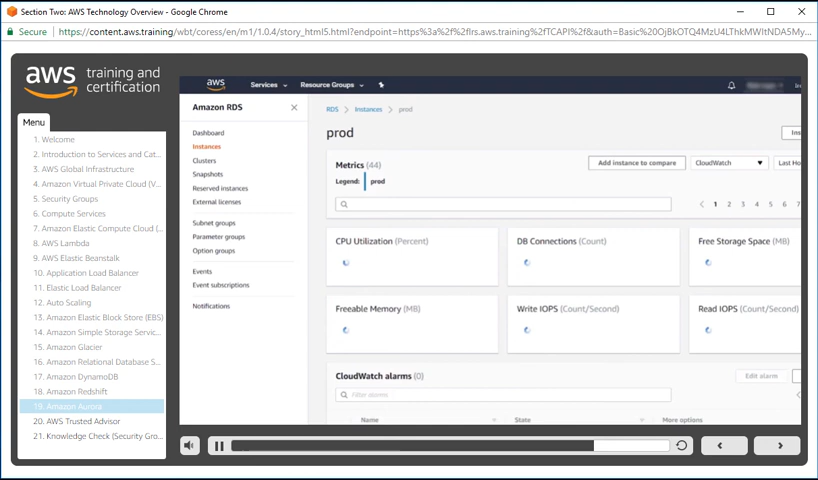 Section Two: AWS Technology Overview - Google Chrome
Secure https://content.aws.training/wbt/coress/en/m1/1.0.4/story_html5.html?endpoint=https%3a%2f%2flrs.aws.training%2fTCAPI%2f&auth=Basic%20OjBkOTQ4MzU4LThkMWItNDA5My...
aws training and certification
Menu
1. Welcome
2. Introduction to Services and Cat...
3. AWS Global Infrastructure
4. Amazon Virtual Private Cloud (V...
5. Security Groups
6. Compute Services
7. Amazon Elastic Compute Cloud (...
8. AWS Lambda
9. AWS Elastic Beanstalk
10. Application Load Balancer
11. Elastic Load Balancer
12. Auto Scaling
13. Amazon Elastic Block Store (EBS)
14. Amazon Simple Storage Servic...
15. Amazon Glacier
16. Amazon Relational Database S...
17. Amazon DynamoDB
18. Amazon Redshift
19. Amazon Aurora
20. AWS Trusted Advisor
21. Knowledge Check (Security Gro...
aws Services Resource Groups
Amazon RDS
Dashboard
Instances
Clusters
Snapshots
Reserved instances
External licenses
Subnet groups
Parameter groups
Option groups
Events
Event subscriptions
Notifications
RDS > Instances > prod
prod
Ins
Metrics (44)
Add instance to compare
CloudWatch
Last Ho
Legend: prod
1 2 3 4 5 6 7
CPU Utilization (Percent)
DB Connections (Count)
Free Storage Space (MB)
Freeable Memory (MB)
Write IOPS (Count/Second)
Read IOPS (Count/Second)
CloudWatch alarms (0)
Edit alarm
Filter alarms
Name State More options